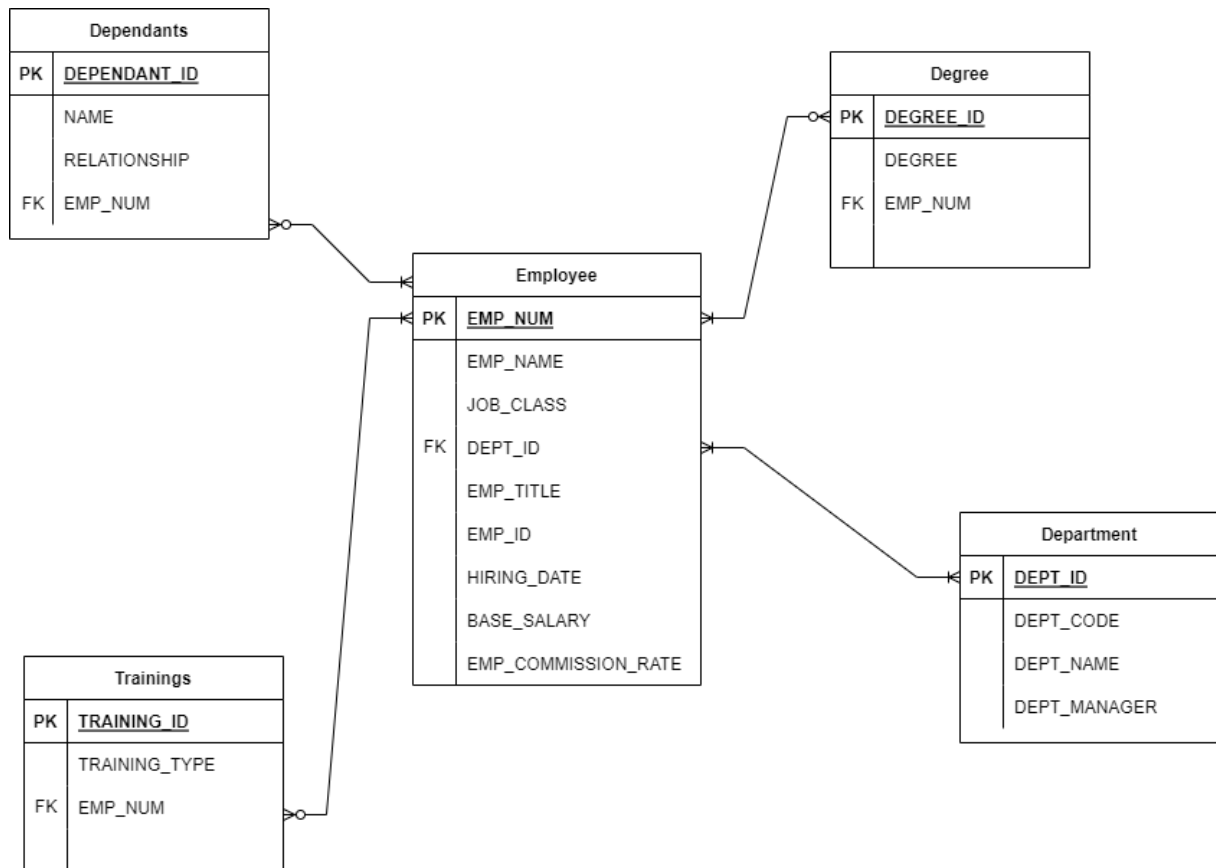 Dependants
PK DEPENDANT_ID
NAME
RELATIONSHIP
FK EMP_NUM
Degree
PK DEGREE_ID
DEGREE
FK EMP_NUM
Employee
PK EMP_NUM
EMP_NAME
JOB_CLASS
FK DEPT_ID
EMP_TITLE
EMP_ID
HIRING_DATE
BASE_SALARY
EMP_COMMISSION_RATE
Department
PK DEPT_ID
DEPT_CODE
DEPT_NAME
DEPT_MANAGER
Trainings
PK TRAINING_ID
TRAINING_TYPE
FK EMP_NUM